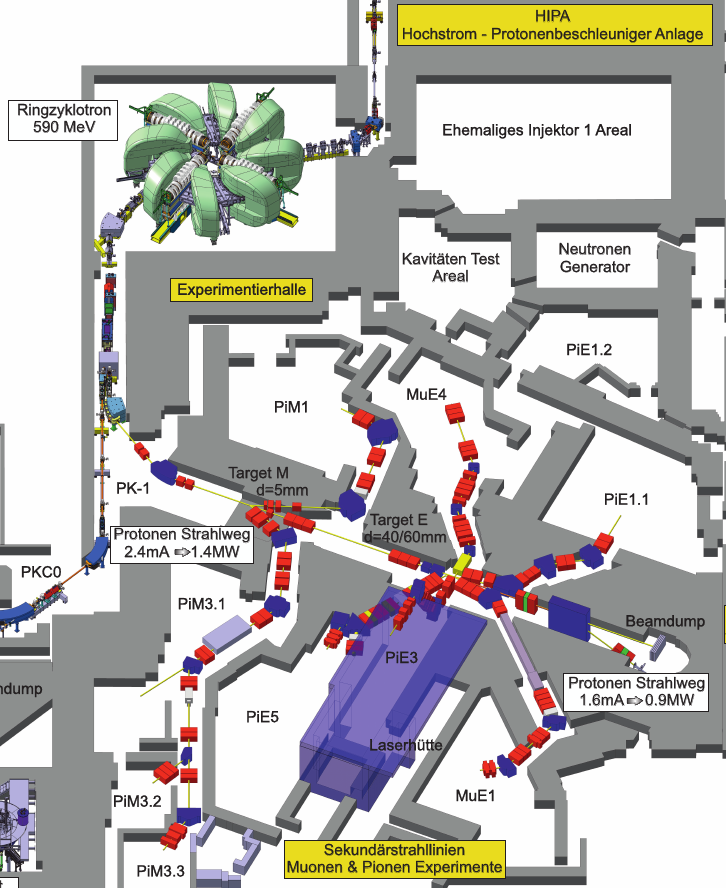 HIPA
Hochstrom - Protonenbeschleuniger Anlage
Ringzyklotron
590 MeV
Ehemaliges Injektor 1 Areal
Kavitäten Test
Areal
Neutronen
Generator
Experimentierhalle
PiE1.2
PiM1
MuE4
Target M
d=5mm
PK-1
PiE1.1
Target E
d=40/60mm
Protonen Strahlweg
2.4mA ⇨1.4MW
PKC0
PiM3.1
Beamdump
PiE3
Protonen Strahlweg
1.6mA ⇨0.9MW
ndump
PiE5
Laserhütte
MuE1
PiM3.2
Sekundärstrahllinien
Muonen & Pionen Experimente
PiM3.3